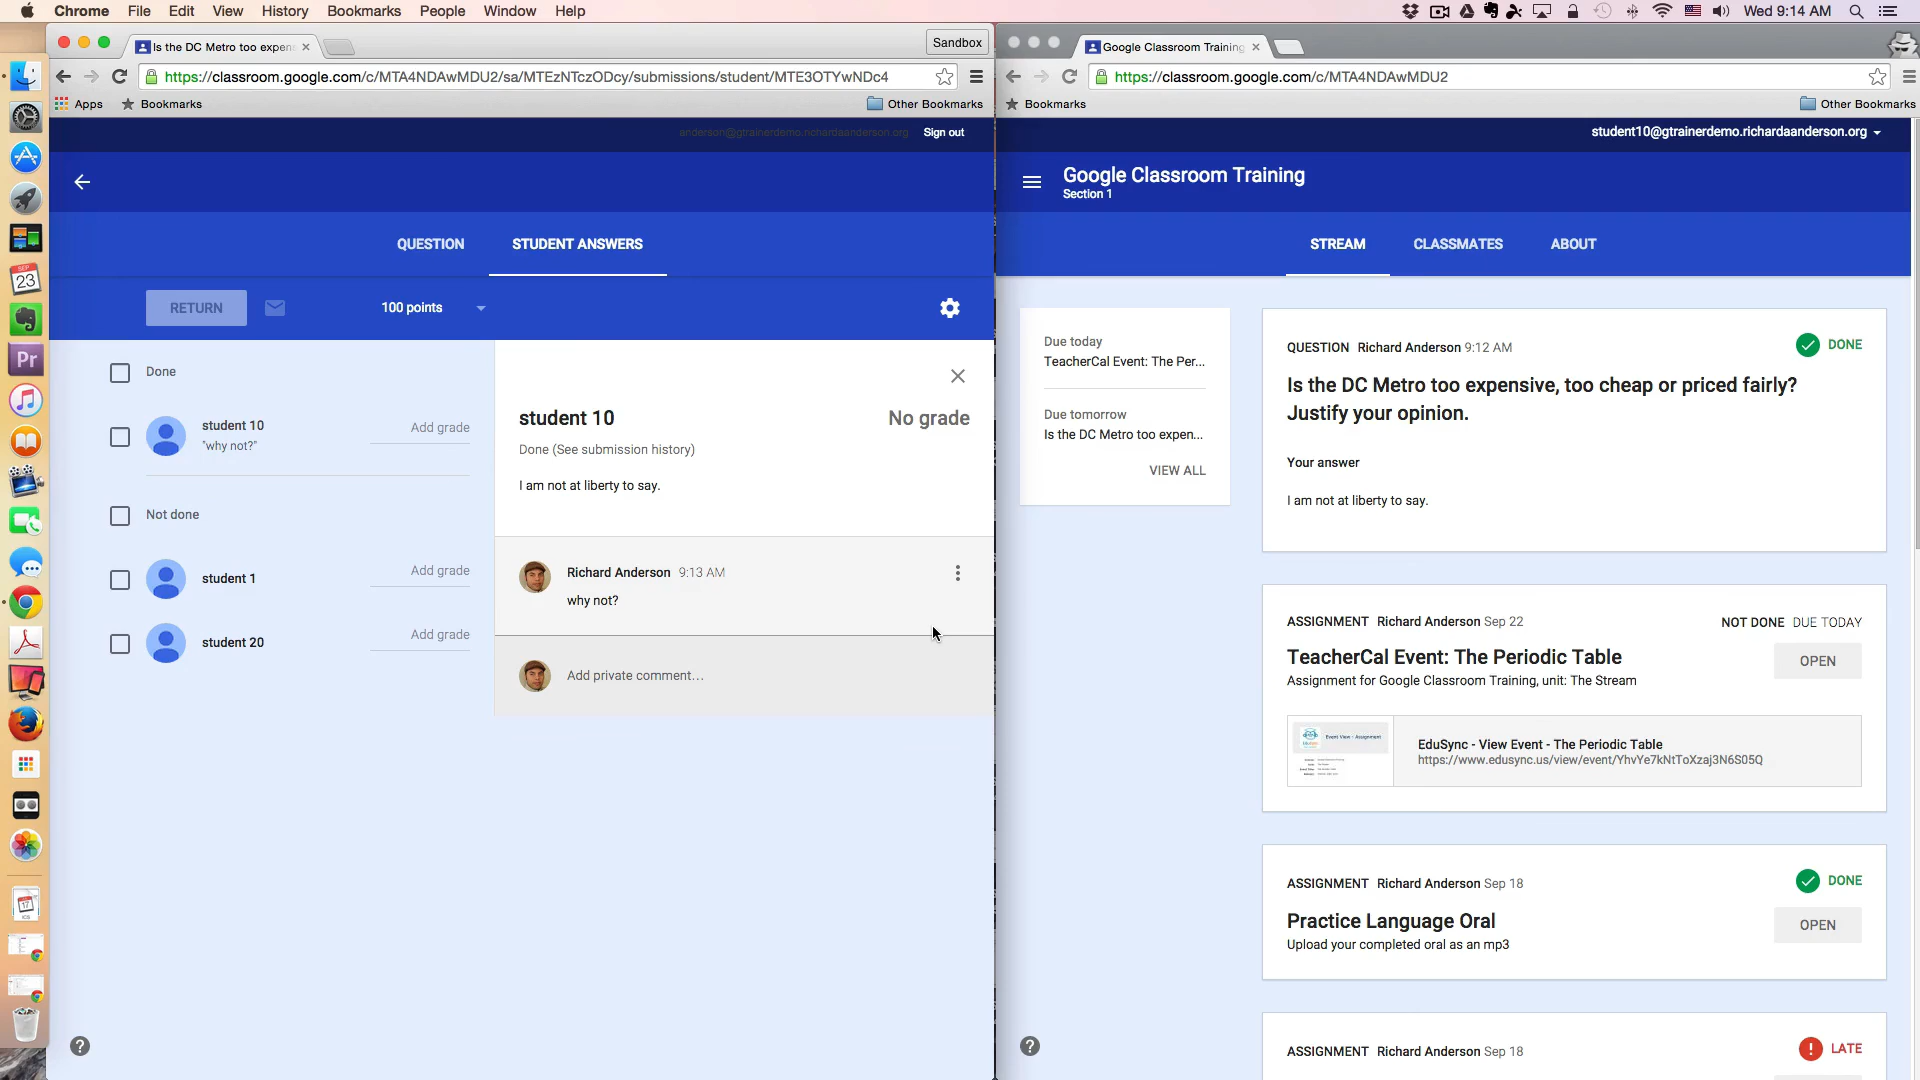 Chrome File Edit View History Bookmarks People Window Help
Wed 9:14 AM
Is the DC Metro too expen
Sandbox
https://classroom.google.com/c/MTA4NDAwMDU2/sa/MTEzNTczODcy/submissions/student/MTE3OTYwNDc4
Apps Bookmarks Other Bookmarks
anderson@gtrainerdemo.richardaanderson.org Sign out
QUESTION STUDENT ANSWERS
RETURN 100 points
Done
student 10 Add grade
"why not?"
Not done
student 1 Add grade
student 20 Add grade
student 10 No grade
Done (See submission history)
I am not at liberty to say.
Richard Anderson 9:13 AM
why not?
Add private comment...
?
SEP
23
Pr
17
Google Classroom Training
https://classroom.google.com/c/MTA4NDAwMDU2
Bookmarks Other Bookmarks
student10@gtrainerdemo.richardaanderson.org
Google Classroom Training
Section 1
STREAM CLASSMATES ABOUT
Due today
TeacherCal Event: The Per...
Due tomorrow
Is the DC Metro too expen...
VIEW ALL
QUESTION Richard Anderson 9:12 AM DONE
Is the DC Metro too expensive, too cheap or priced fairly?
Justify your opinion.
Your answer
I am not at liberty to say.
ASSIGNMENT Richard Anderson Sep 22 NOT DONE DUE TODAY
TeacherCal Event: The Periodic Table OPEN
Assignment for Google Classroom Training, unit: The Stream
Event View - Assignment
EduSync - View Event - The Periodic Table
https://www.edusync.us/view/event/YhvYe7kNtToXzaj3N6S05Q
ASSIGNMENT Richard Anderson Sep 18 DONE
Practice Language Oral OPEN
Upload your completed oral as an mp3
ASSIGNMENT Richard Anderson Sep 18 LATE
?